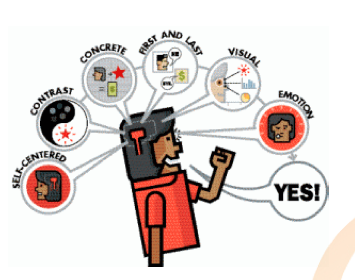 SELF-CENTERED
CONTRAST
CONCRETE
FIRST AND LAST
VISUAL
EMOTION
YES!